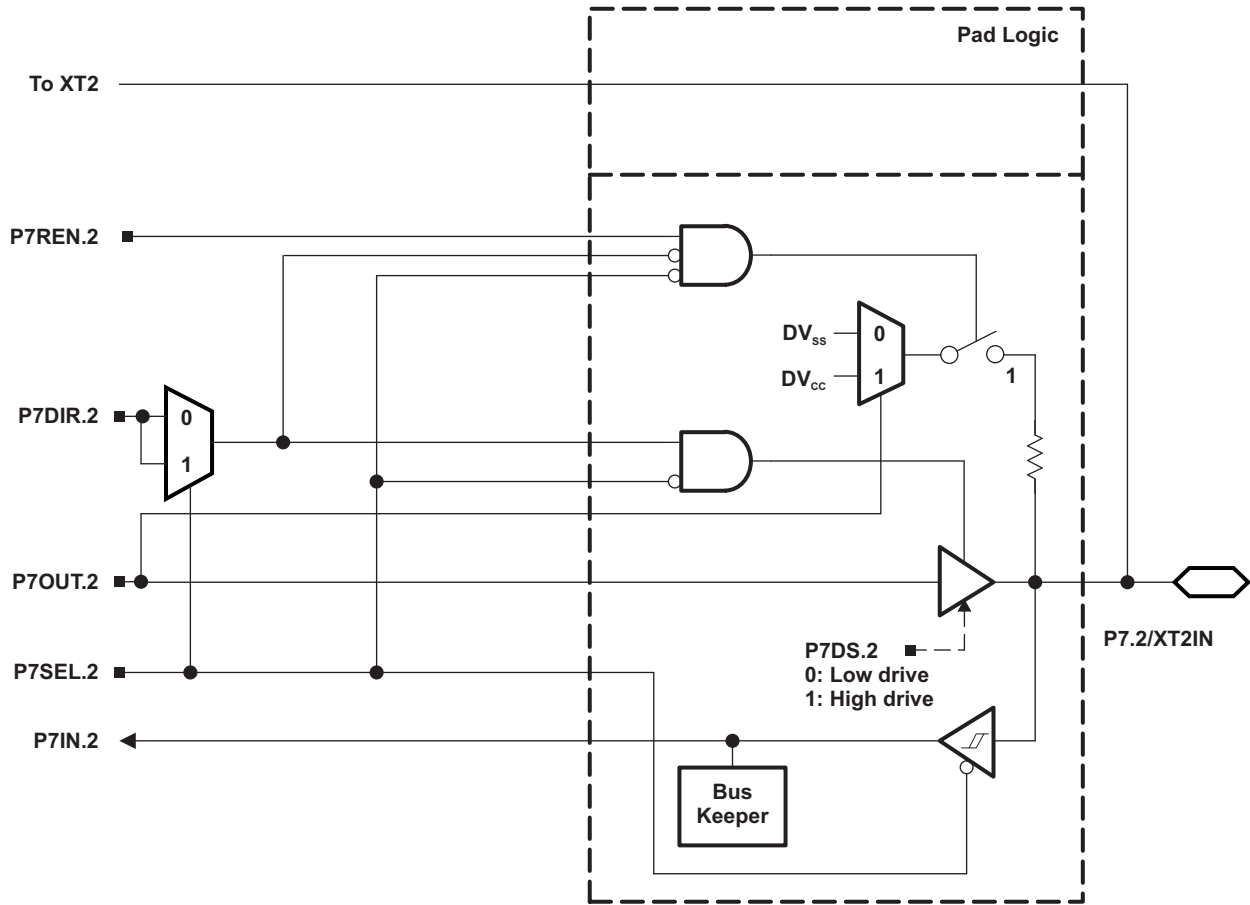 Pad Logic
To XT2
P7REN.2
DVSS
0
DVCC
1
1
P7DIR.2
0
1
P7OUT.2
P7.2/XT2IN
P7SEL.2
P7DS.2
0: Low drive
1: High drive
P7IN.2
Bus
Keeper